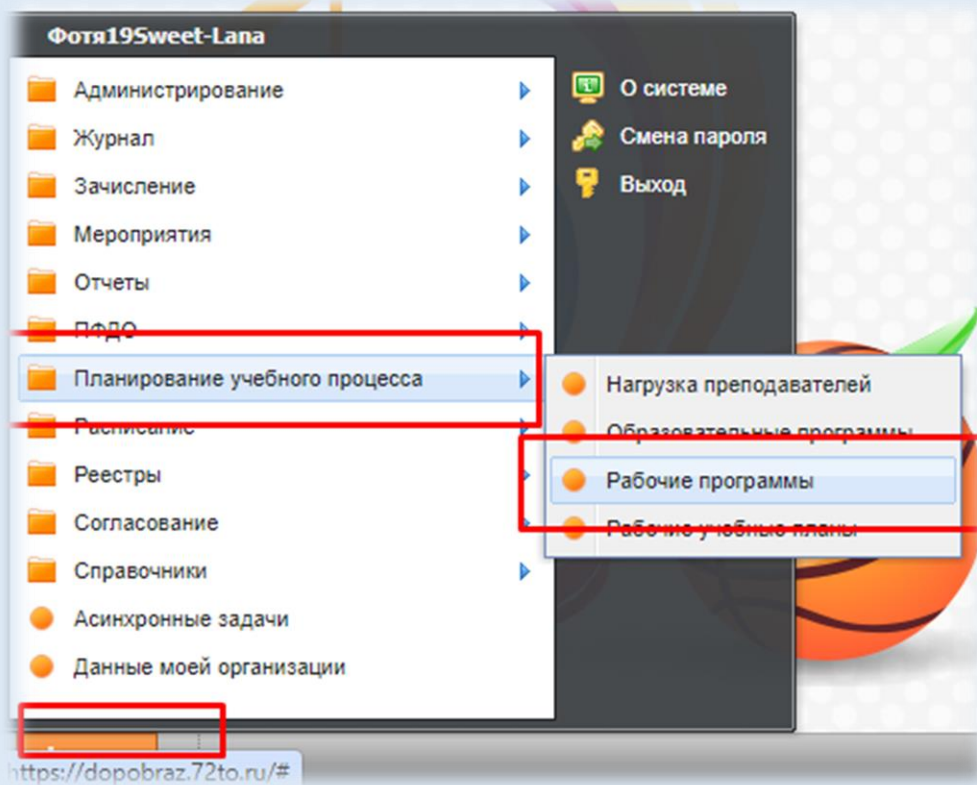 Фотя19Sweet-Lana
Администрирование
Журнал
Зачисление
Мероприятия
Отчеты
ПФДО
Планирование учебного процесса
Расписание
Реестры
Согласование
Справочники
Асинхронные задачи
Данные моей организации
О системе
Смена пароля
Выход
Нагрузка преподавателей
Образовательные программы
Рабочие программы
Рабочие учебные планы
https://dopobraz.72to.ru/#